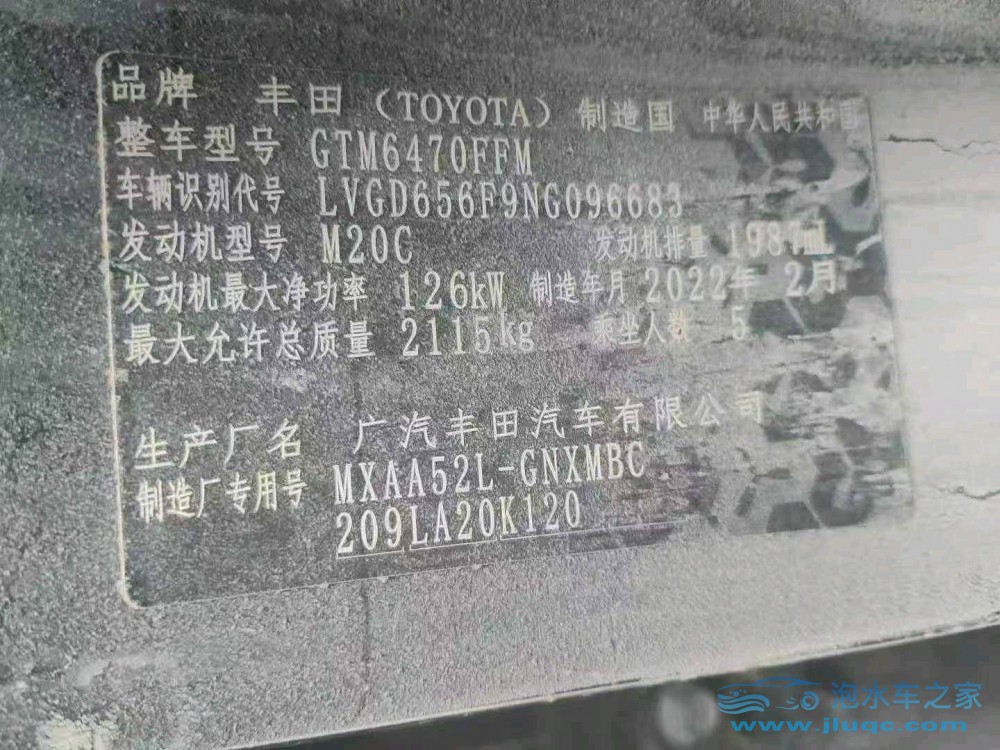 品牌 丰田（TOYOTA） 制造国 中华人民共和国
整车型号 GTM6470FFM
车辆识别代号 LVGD656F9NG096683
发动机型号 M20C 发动机排量 1987mL
发动机最大净功率 126kW 制造年月 2022年 2月
最大允许总质量 2115kg 乘坐人数 5
生产厂名 广汽丰田汽车有限公司
制造厂专用号 MXAA52L-GNXMBC
209LA20K120
泡水车之家
www.jluqc.com